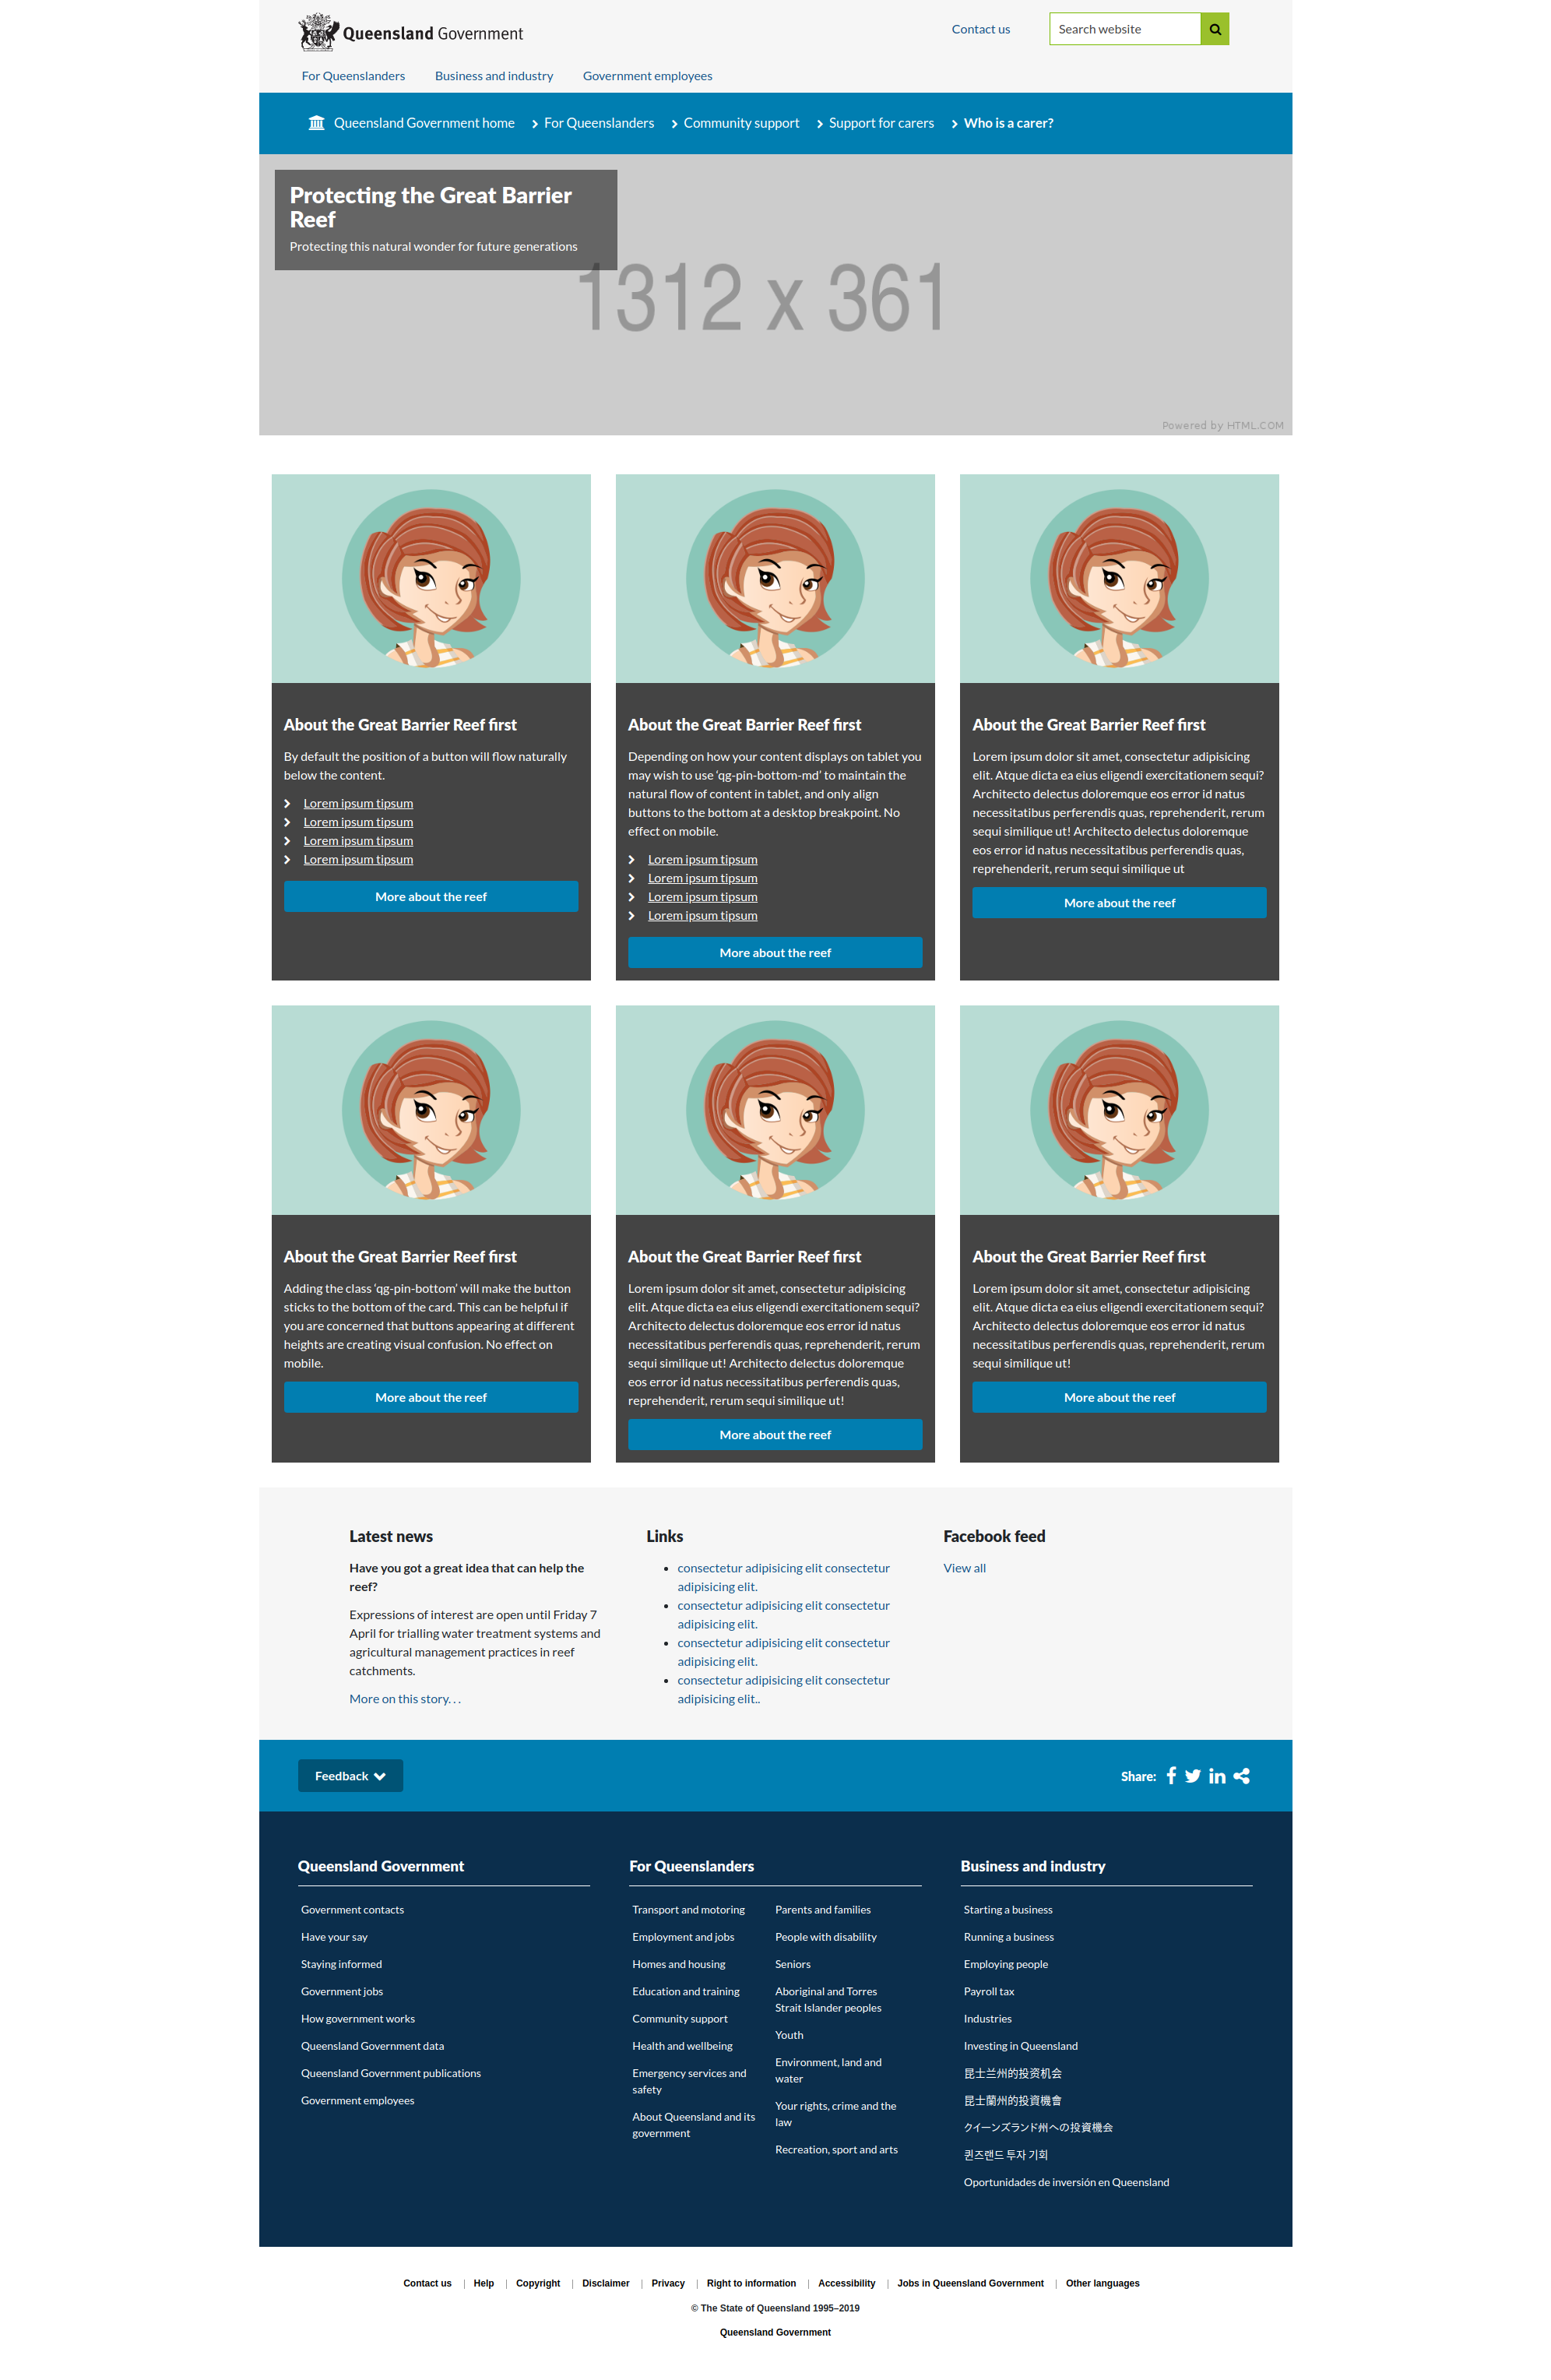 Queensland Government
Contact us
Search website
For Queenslanders
Business and industry
Government employees
Queensland Government home
For Queenslanders
Community support
Support for carers
Who is a carer?
Protecting the Great Barrier
Reef
Protecting this natural wonder for future generations
1312 x 361
Powered by HTML.COM
About the Great Barrier Reef first
By default the position of a button will flow naturally
below the content.
Lorem ipsum tipsum
Lorem ipsum tipsum
Lorem ipsum tipsum
Lorem ipsum tipsum
More about the reef
About the Great Barrier Reef first
Depending on how your content displays on tablet you
may wish to use ‘qg-pin-bottom-md’ to maintain the
natural flow of content in tablet, and only align
buttons to the bottom at a desktop breakpoint. No
effect on mobile.
Lorem ipsum tipsum
Lorem ipsum tipsum
Lorem ipsum tipsum
Lorem ipsum tipsum
More about the reef
About the Great Barrier Reef first
Lorem ipsum dolor sit amet, consectetur adipisicing
elit. Atque dicta ea eius eligendi exercitationem sequi?
Architecto delectus doloremque eos error id natus
necessitatibus perferendis quas, reprehenderit, rerum
sequi similique ut! Architecto delectus doloremque
eos error id natus necessitatibus perferendis quas,
reprehenderit, rerum sequi similique ut
More about the reef
About the Great Barrier Reef first
Adding the class ‘qg-pin-bottom’ will make the button
sticks to the bottom of the card. This can be helpful if
you are concerned that buttons appearing at different
heights are creating visual confusion. No effect on
mobile.
More about the reef
About the Great Barrier Reef first
Lorem ipsum dolor sit amet, consectetur adipisicing
elit. Atque dicta ea eius eligendi exercitationem sequi?
Architecto delectus doloremque eos error id natus
necessitatibus perferendis quas, reprehenderit, rerum
sequi similique ut! Architecto delectus doloremque
eos error id natus necessitatibus perferendis quas,
reprehenderit, rerum sequi similique ut!
More about the reef
About the Great Barrier Reef first
Lorem ipsum dolor sit amet, consectetur adipisicing
elit. Atque dicta ea eius eligendi exercitationem sequi?
Architecto delectus doloremque eos error id natus
necessitatibus perferendis quas, reprehenderit, rerum
sequi similique ut!
More about the reef
Latest news
Have you got a great idea that can help the
reef?
Expressions of interest are open until Friday 7
April for trialling water treatment systems and
agricultural management practices in reef
catchments.
More on this story. . .
Links
consectetur adipisicing elit consectetur
adipisicing elit.
consectetur adipisicing elit consectetur
adipisicing elit.
consectetur adipisicing elit consectetur
adipisicing elit.
consectetur adipisicing elit consectetur
adipisicing elit..
Facebook feed
View all
Feedback
Share:
Queensland Government
Government contacts
Have your say
Staying informed
Government jobs
How government works
Queensland Government data
Queensland Government publications
Government employees
For Queenslanders
Transport and motoring
Employment and jobs
Homes and housing
Education and training
Community support
Health and wellbeing
Emergency services and
safety
About Queensland and its
government
Parents and families
People with disability
Seniors
Aboriginal and Torres
Strait Islander peoples
Youth
Environment, land and
water
Your rights, crime and the
law
Recreation, sport and arts
Business and industry
Starting a business
Running a business
Employing people
Payroll tax
Industries
Investing in Queensland
昆士兰州的投资机会
昆士蘭州的投資機會
クイーンズランド州への投資機会
퀸즈랜드 투자 기회
Oportunidades de inversión en Queensland
Contact us | Help | Copyright | Disclaimer | Privacy | Right to information | Accessibility | Jobs in Queensland Government | Other languages
© The State of Queensland 1995–2019
Queensland Government